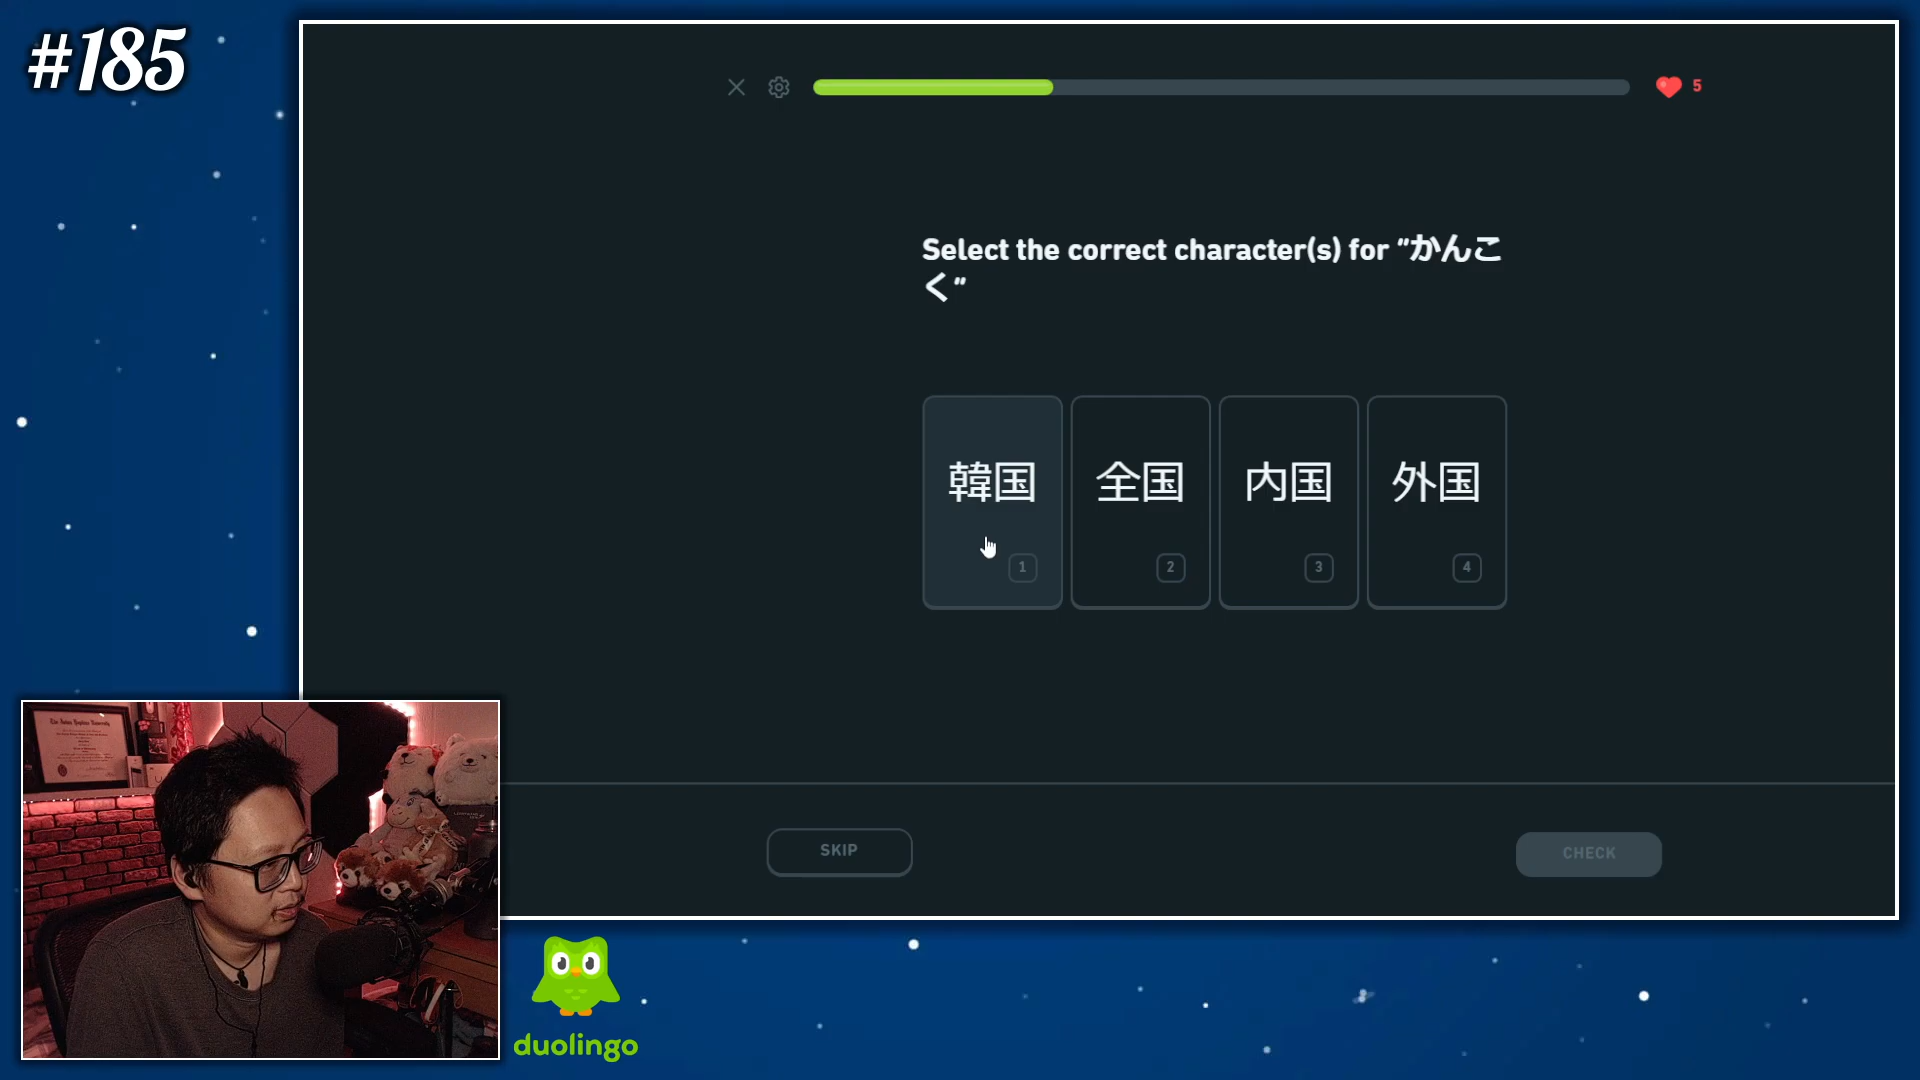 #185
5
Select the correct character(s) for "かんこ
く"
韓国 全国 内国 外国
1 2 3 4
SKIP CHECK
duolingo